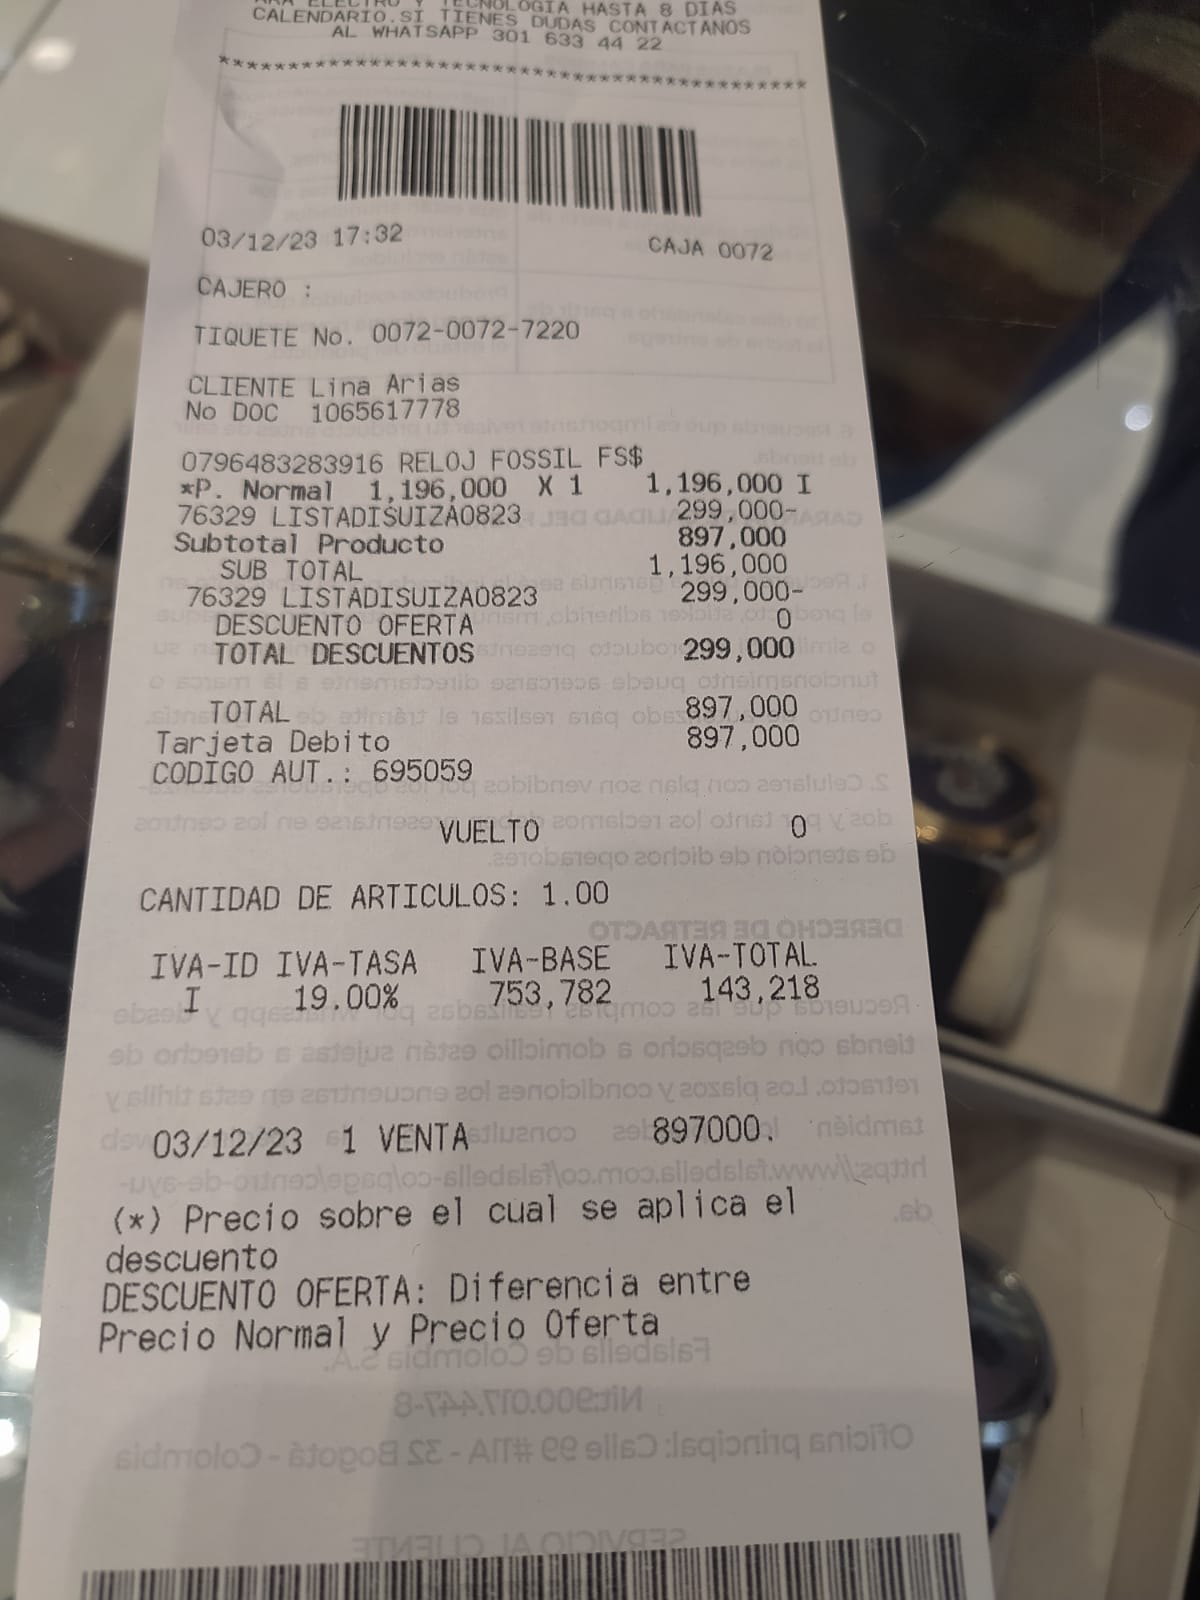 ELECTRO Y TECNOLOGIA HASTA 8 DIAS
CALENDARIO.SI TIENES DUDAS CONTACTANOS
AL WHATSAPP 301 633 44 22
03/12/23 17:32 CAJA 0072
CAJERO :
TIQUETE No. 0072-0072-7220
CLIENTE Lina Arias
No DOC 1065617778
0796483283916 RELOJ FOSSIL FS$
*P. Normal 1,196,000 X 1 1,196,000 I
76329 LISTADISUIZA0823 299,000-
Subtotal Producto 897,000
SUB TOTAL 1,196,000
76329 LISTADISUIZA0823 299,000-
DESCUENTO OFERTA 0
TOTAL DESCUENTOS 299,000
TOTAL 897,000
Tarjeta Debito 897,000
CODIGO AUT.: 695059
VUELTO 0
CANTIDAD DE ARTICULOS: 1.00
IVA-ID IVA-TASA IVA-BASE IVA-TOTAL
I 19.00% 753,782 143,218
03/12/23 1 VENTA 897000.
(*) Precio sobre el cual se aplica el
descuento
DESCUENTO OFERTA: Diferencia entre
Precio Normal y Precio Oferta